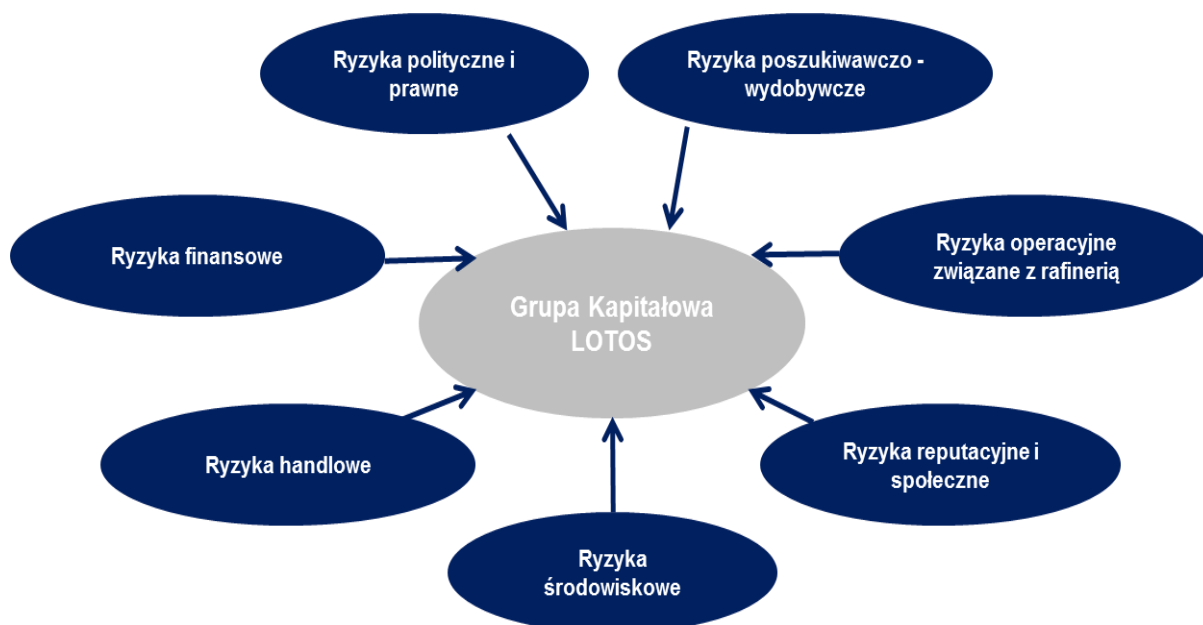 Ryzyka polityczne i
prawne
Ryzyka poszukiwawczo -
wydobywcze
Ryzyka finansowe
Ryzyka operacyjne
związane z rafinerią
Grupa Kapitałowa
LOTOS
Ryzyka handlowe
Ryzyka reputacyjne i
społeczne
Ryzyka
środowiskowe